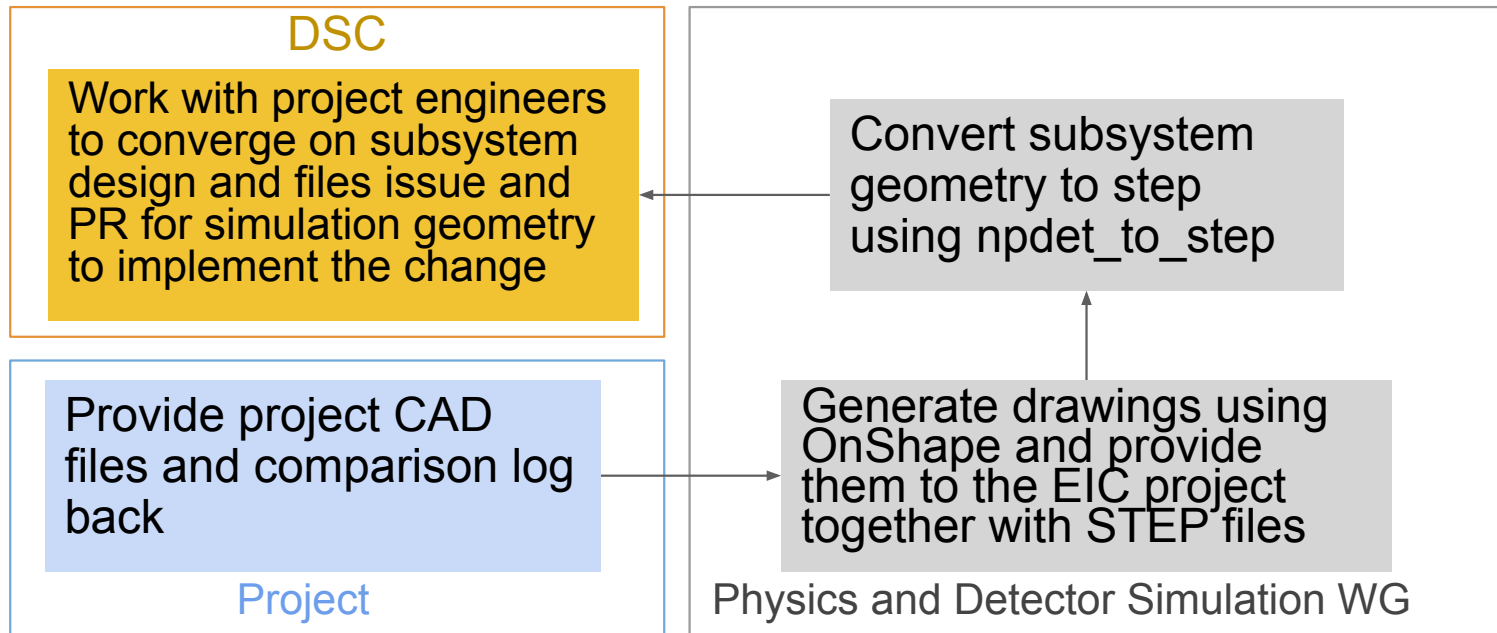 DSC
Work with project engineers
to converge on subsystem
design and files issue and
PR for simulation geometry
to implement the change
Convert subsystem
geometry to step
using npdet_to_step
Provide project CAD
files and comparison log
back
Project
Generate drawings using
OnShape and provide
them to the EIC project
together with STEP files
Physics and Detector Simulation WG